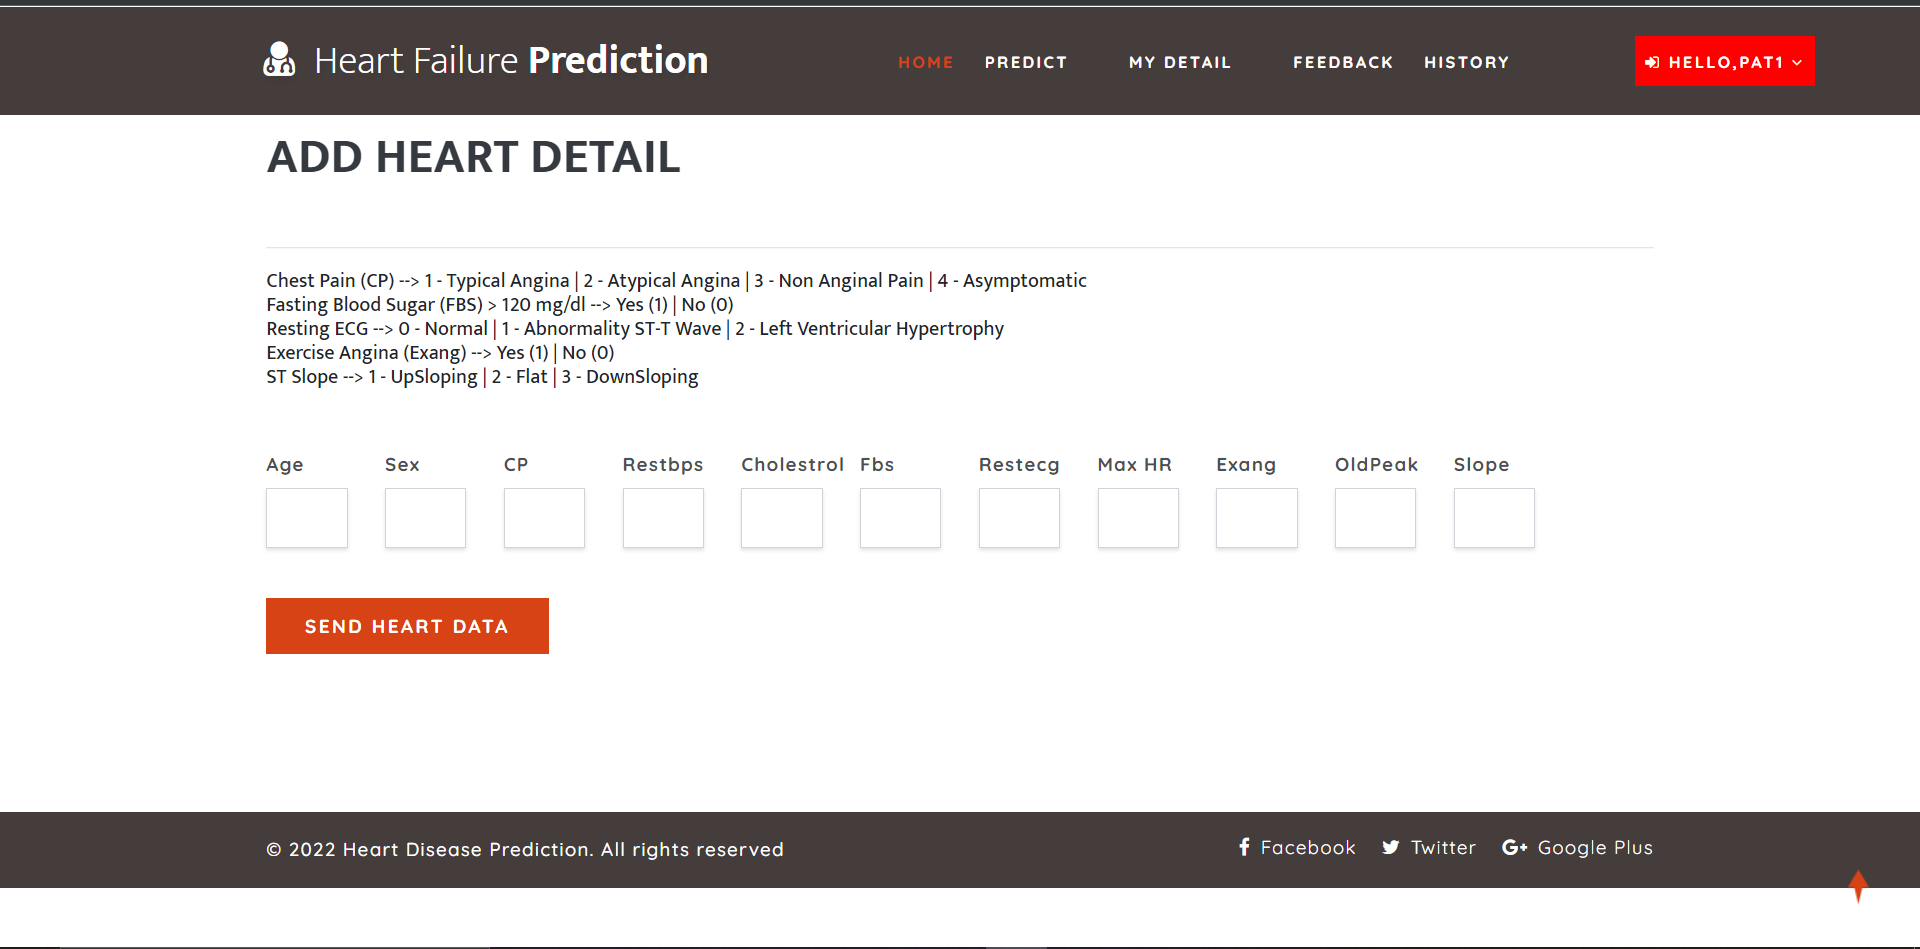 Heart Failure Prediction
HOME PREDICT MY DETAIL FEEDBACK HISTORY
HELLO,PAT1
ADD HEART DETAIL
Chest Pain (CP) --> 1 - Typical Angina | 2 - Atypical Angina | 3 - Non Anginal Pain | 4 - Asymptomatic
Fasting Blood Sugar (FBS) > 120 mg/dl --> Yes (1) | No (0)
Resting ECG --> 0 - Normal | 1 - Abnormality ST-T Wave | 2 - Left Ventricular Hypertrophy
Exercise Angina (Exang) --> Yes (1) | No (0)
ST Slope --> 1 - UpSloping | 2 - Flat | 3 - DownSloping
Age Sex CP Restbps Cholestrol Fbs Restecg Max HR Exang OldPeak Slope
SEND HEART DATA
© 2022 Heart Disease Prediction. All rights reserved
Facebook Twitter Google Plus